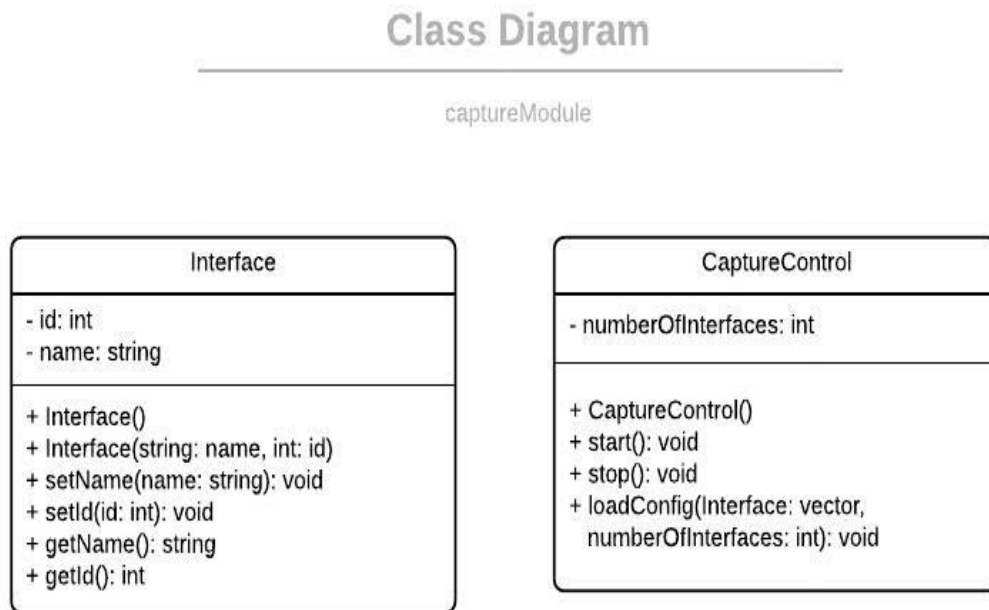 Class Diagram
captureModule
Interface
- id: int
- name: string
+ Interface()
+ Interface(string: name, int: id)
+ setName(name: string): void
+ setId(id: int): void
+ getName(): string
+ getId(): int
CaptureControl
- numberOfInterfaces: int
+ CaptureControl()
+ start(): void
+ stop(): void
+ loadConfig(Interface: vector,
numberOfInterfaces: int): void